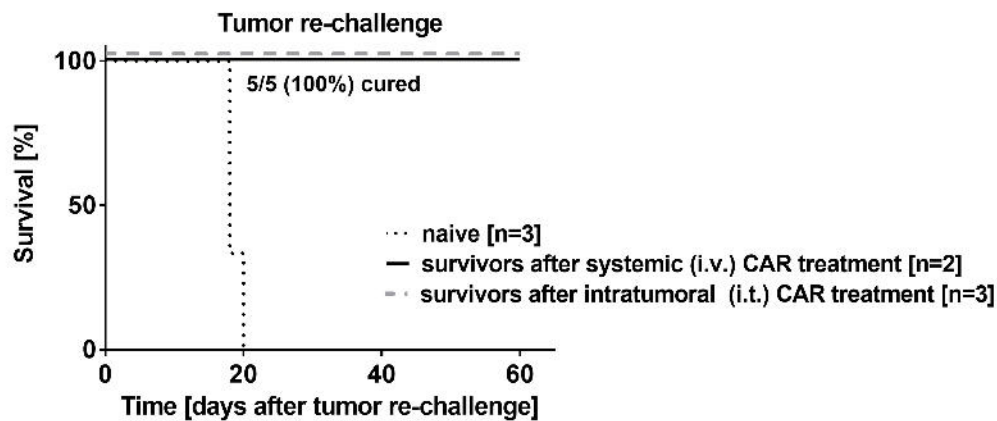 Tumor re-challenge
100
5/5 (100%) cured
Survival [%]
50
naive [n=3]
survivors after systemic (i.v.) CAR treatment [n=2]
survivors after intratumoral (i.t.) CAR treatment [n=3]
0
0 20 40 60
Time [days after tumor re-challenge]